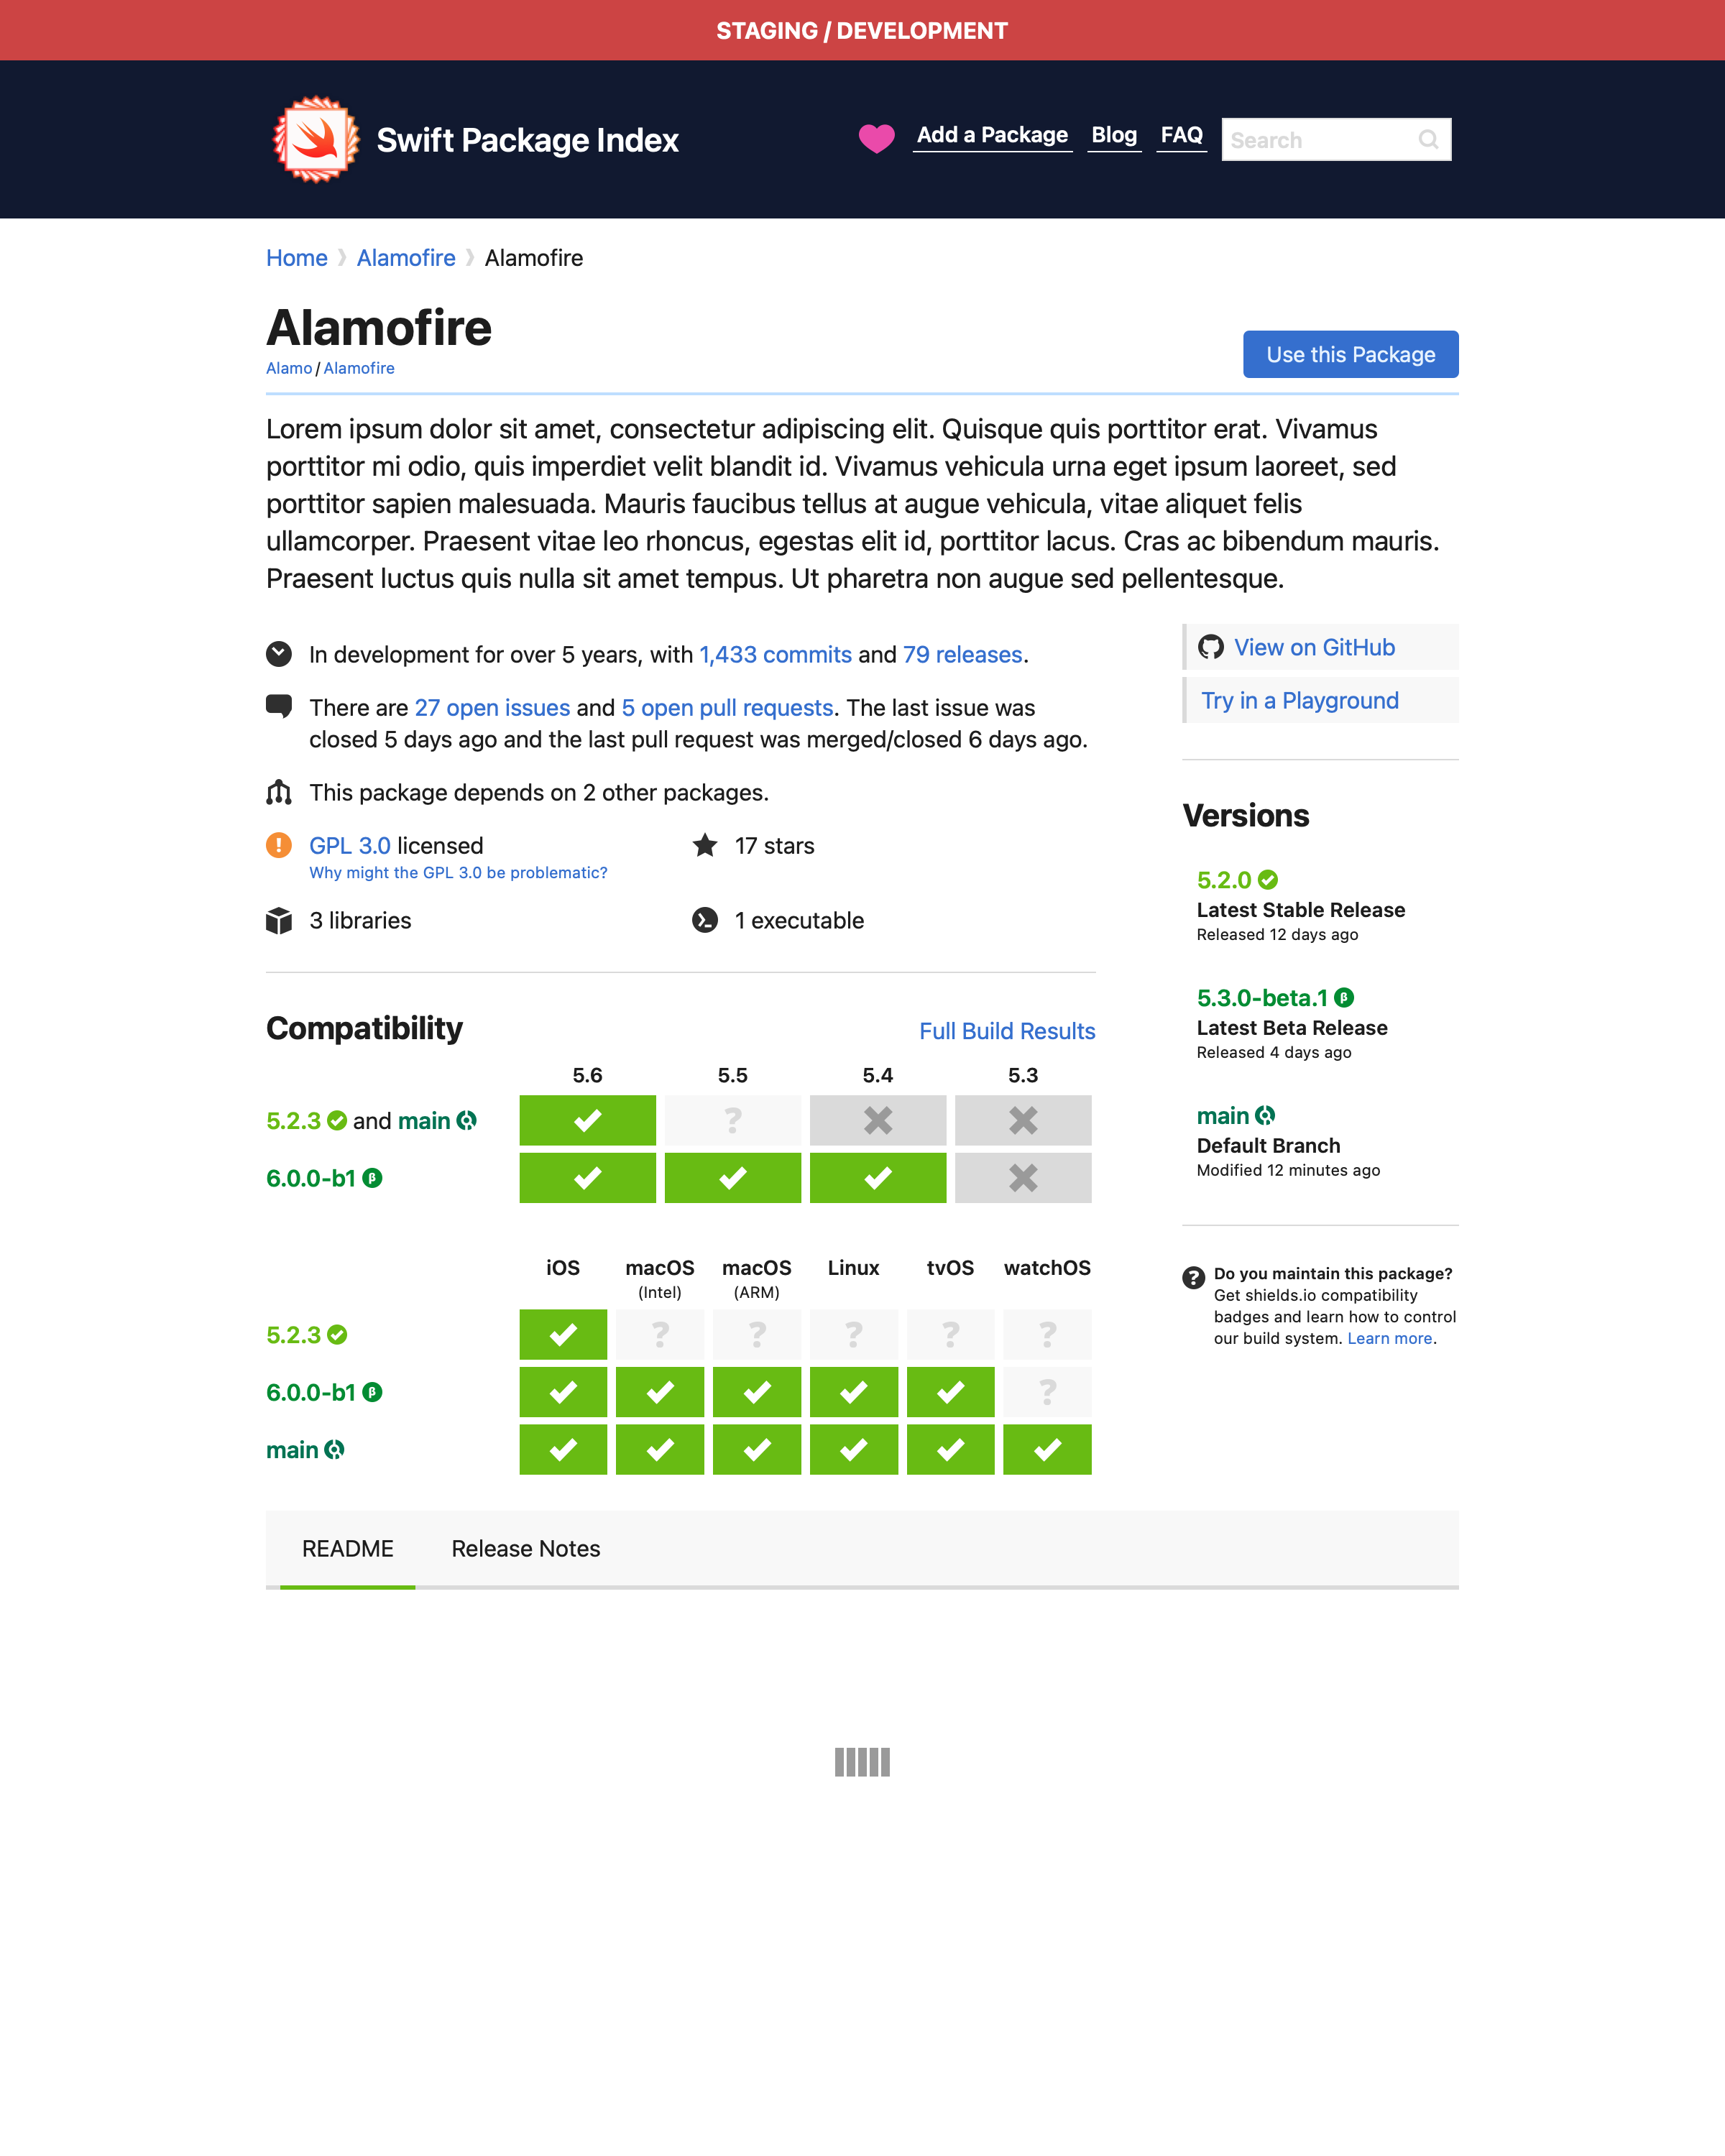 STAGING / DEVELOPMENT
Swift Package Index
Add a Package Blog FAQ Search
Home Alamofire Alamofire
Alamofire
Alamo / Alamofire
Use this Package
Lorem ipsum dolor sit amet, consectetur adipiscing elit. Quisque quis porttitor erat. Vivamus
porttitor mi odio, quis imperdiet velit blandit id. Vivamus vehicula urna eget ipsum laoreet, sed
porttitor sapien malesuada. Mauris faucibus tellus at augue vehicula, vitae aliquet felis
ullamcorper. Praesent vitae leo rhoncus, egestas elit id, porttitor lacus. Cras ac bibendum mauris.
Praesent luctus quis nulla sit amet tempus. Ut pharetra non augue sed pellentesque.
In development for over 5 years, with 1,433 commits and 79 releases.
There are 27 open issues and 5 open pull requests. The last issue was
closed 5 days ago and the last pull request was merged/closed 6 days ago.
This package depends on 2 other packages.
GPL 3.0 licensed
Why might the GPL 3.0 be problematic?
17 stars
3 libraries
1 executable
Compatibility
Full Build Results
5.6 5.5 5.4 5.3
5.2.3 and main
?
6.0.0-b1 β
iOS macOS macOS Linux tvOS watchOS
(Intel) (ARM)
5.2.3
? ? ? ? ?
6.0.0-b1 β
?
main
View on GitHub
Try in a Playground
Versions
5.2.0
Latest Stable Release
Released 12 days ago
5.3.0-beta.1 β
Latest Beta Release
Released 4 days ago
main
Default Branch
Modified 12 minutes ago
? Do you maintain this package?
Get shields.io compatibility
badges and learn how to control
our build system. Learn more.
README Release Notes